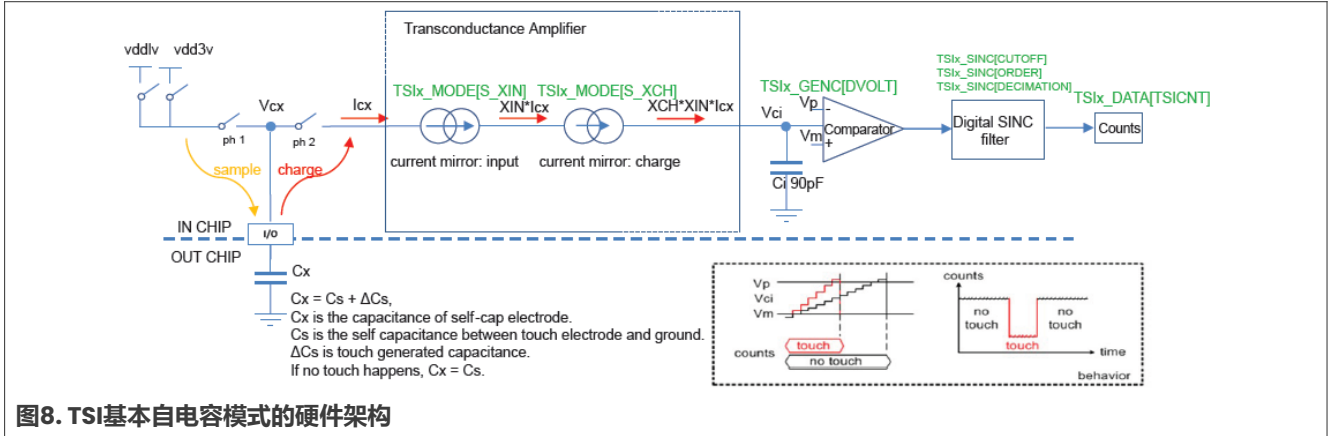 Transconductance Amplifier
vddlv vdd3v
TSIx_SINC[CUTOFF]
TSIx_SINC[ORDER]
TSIx_SINC[DECIMATION]
TSIx_MODE[S_XIN] TSIx_MODE[S_XCH]
TSIx_GENC[DVOLT]
TSIx_DATA[TSICNT]
Vcx
Icx
XIN*Icx
XCH*XIN*Icx
Vci
Vp
-
Comparator
Vm
+
Digital SINC
filter
Counts
ph 1
ph 2
current mirror: input
current mirror: charge
sample
charge
Ci 90pF
IN CHIP
I/O
OUT CHIP
Cx
Cx = Cs + ΔCs,
Cx is the capacitance of self-cap electrode.
Cs is the self capacitance between touch electrode and ground.
ΔCs is touch generated capacitance.
If no touch happens, Cx = Cs.
Vp
Vci
Vm
counts
touch
no touch
counts
no
touch
touch
no
touch
time
behavior
图8. TSI基本自电容模式的硬件架构